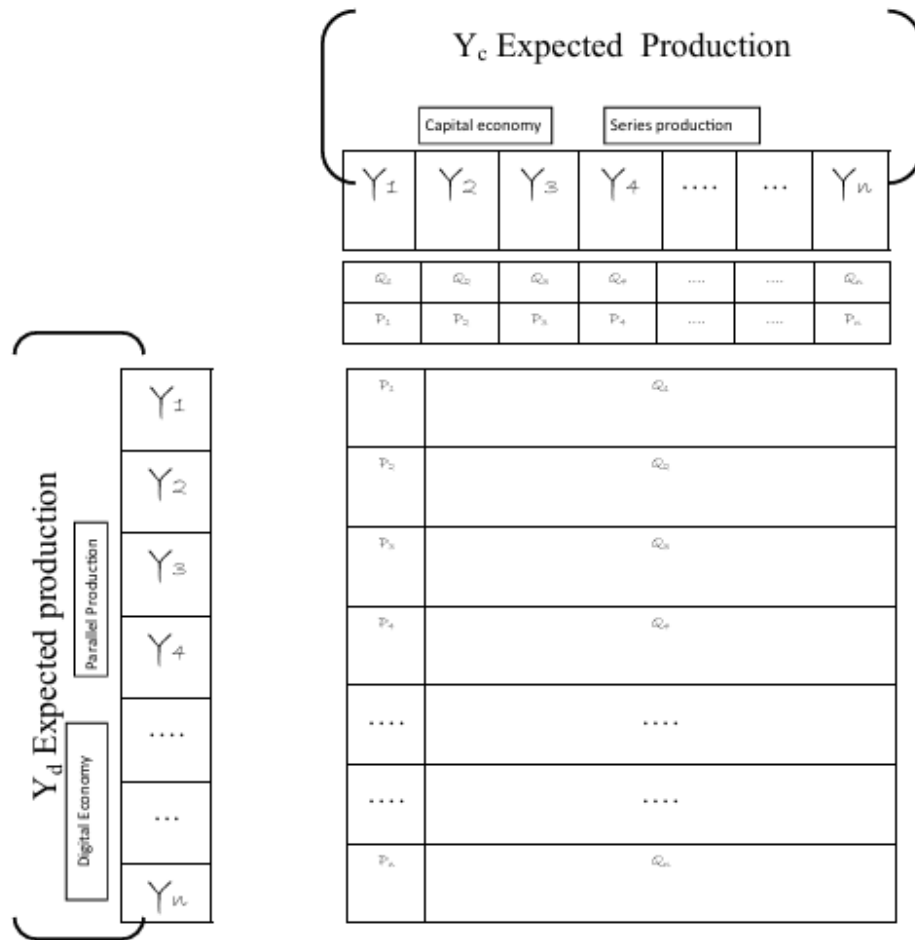 Y_c Expected Production
Capital economy Series production
Y1 Y2 Y3 Y4 .... ... Yn
Q1 Q2 Q3 Q4 .... .... Qn
P1 P2 P3 P4 .... .... Pn
Y_d Expected production
Parallel Production
Digital Economy
Y1
Y2
Y3
Y4
....
...
Yn
P1 Q1
P2 Q2
P3 Q3
P4 Q4
.... ....
.... ....
Pn Qn